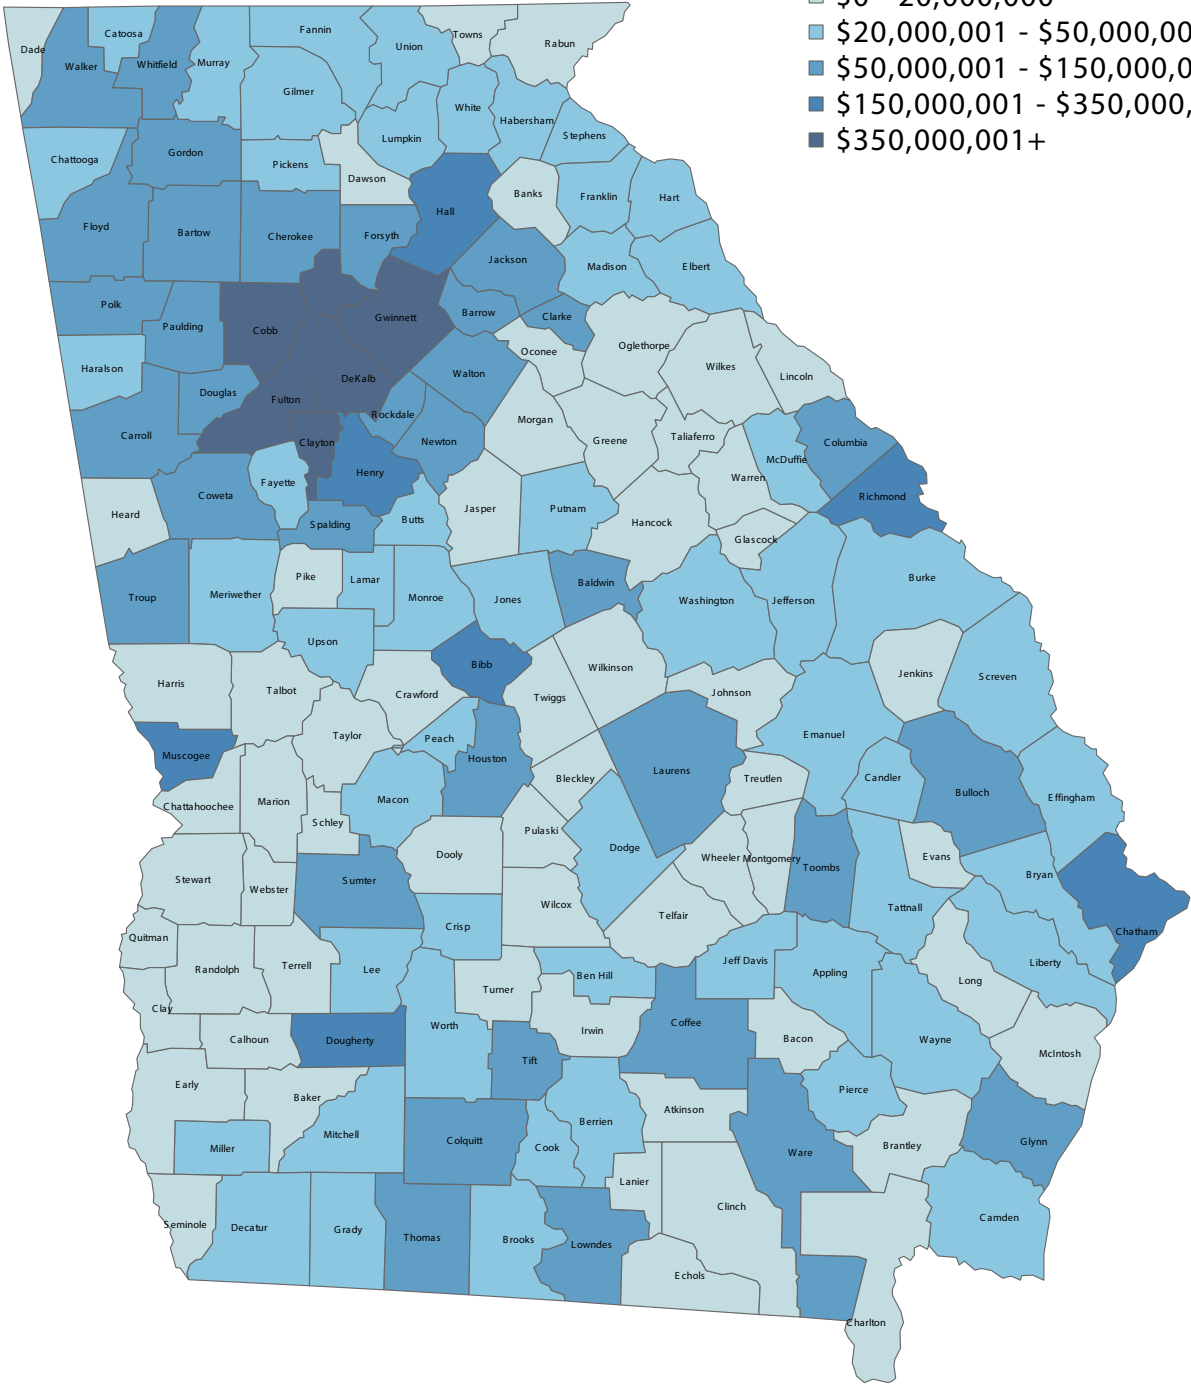 $0 - 20,000,000
$20,000,001 - $50,000,00
$50,000,001 - $150,000,0
$150,000,001 - $350,000,
$350,000,001+
Dade
Catoosa
Walker
Whitfield
Murray
Fannin
Union
Towns
Rabun
Gilmer
White
Habersham
Stephens
Lumpkin
Chattooga
Gordon
Pickens
Dawson
Banks
Franklin
Hart
Hall
Floyd
Bartow
Cherokee
Forsyth
Jackson
Madison
Elbert
Polk
Paulding
Cobb
Gwinnett
Barrow
Clarke
Oconee
Oglethorpe
Wilkes
Lincoln
Haralson
Douglas
Fulton
DeKalb
Walton
Rockdale
Carroll
Clayton
Newton
Morgan
Greene
Taliaferro
McDuffie
Columbia
Henry
Fayette
Warren
Coweta
Richmond
Heard
Spalding
Butts
Jasper
Putnam
Hancock
Glascock
Troup
Meriwether
Pike
Lamar
Monroe
Jones
Baldwin
Washington
Jefferson
Burke
Upson
Bibb
Wilkinson
Harris
Talbot
Crawford
Twiggs
Johnson
Jenkins
Screven
Taylor
Peach
Emanuel
Muscogee
Houston
Laurens
Bleckley
Treutlen
Candler
Bulloch
Effingham
Chattahoochee
Marion
Macon
Schley
Pulaski
Dooly
Dodge
Wheeler
Montgomery
Toombs
Evans
Bryan
Stewart
Webster
Sumter
Wilcox
Telfair
Tattnall
Chatham
Quitman
Crisp
Randolph
Terrell
Lee
Turner
Ben Hill
Jeff Davis
Appling
Liberty
Long
Clay
Calhoun
Dougherty
Worth
Tift
Irwin
Coffee
Bacon
Wayne
McIntosh
Early
Baker
Atkinson
Pierce
Miller
Mitchell
Colquitt
Cook
Berrien
Ware
Brantley
Glynn
Lanier
Clinch
Seminole
Decatur
Grady
Thomas
Brooks
Lowndes
Camden
Echols
Charlton